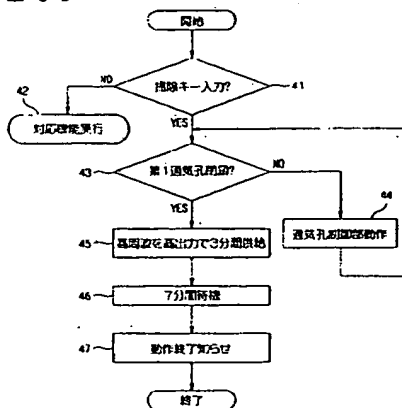 開始
NO
掃除キー入力?
41
42
対応機能実行
YES
43
第1通気孔閉塞?
NO
YES
44
通気孔制御部動作
45
高周波を高出力で3分間供給
46
7分間待機
47
動作終了知らせ
終了